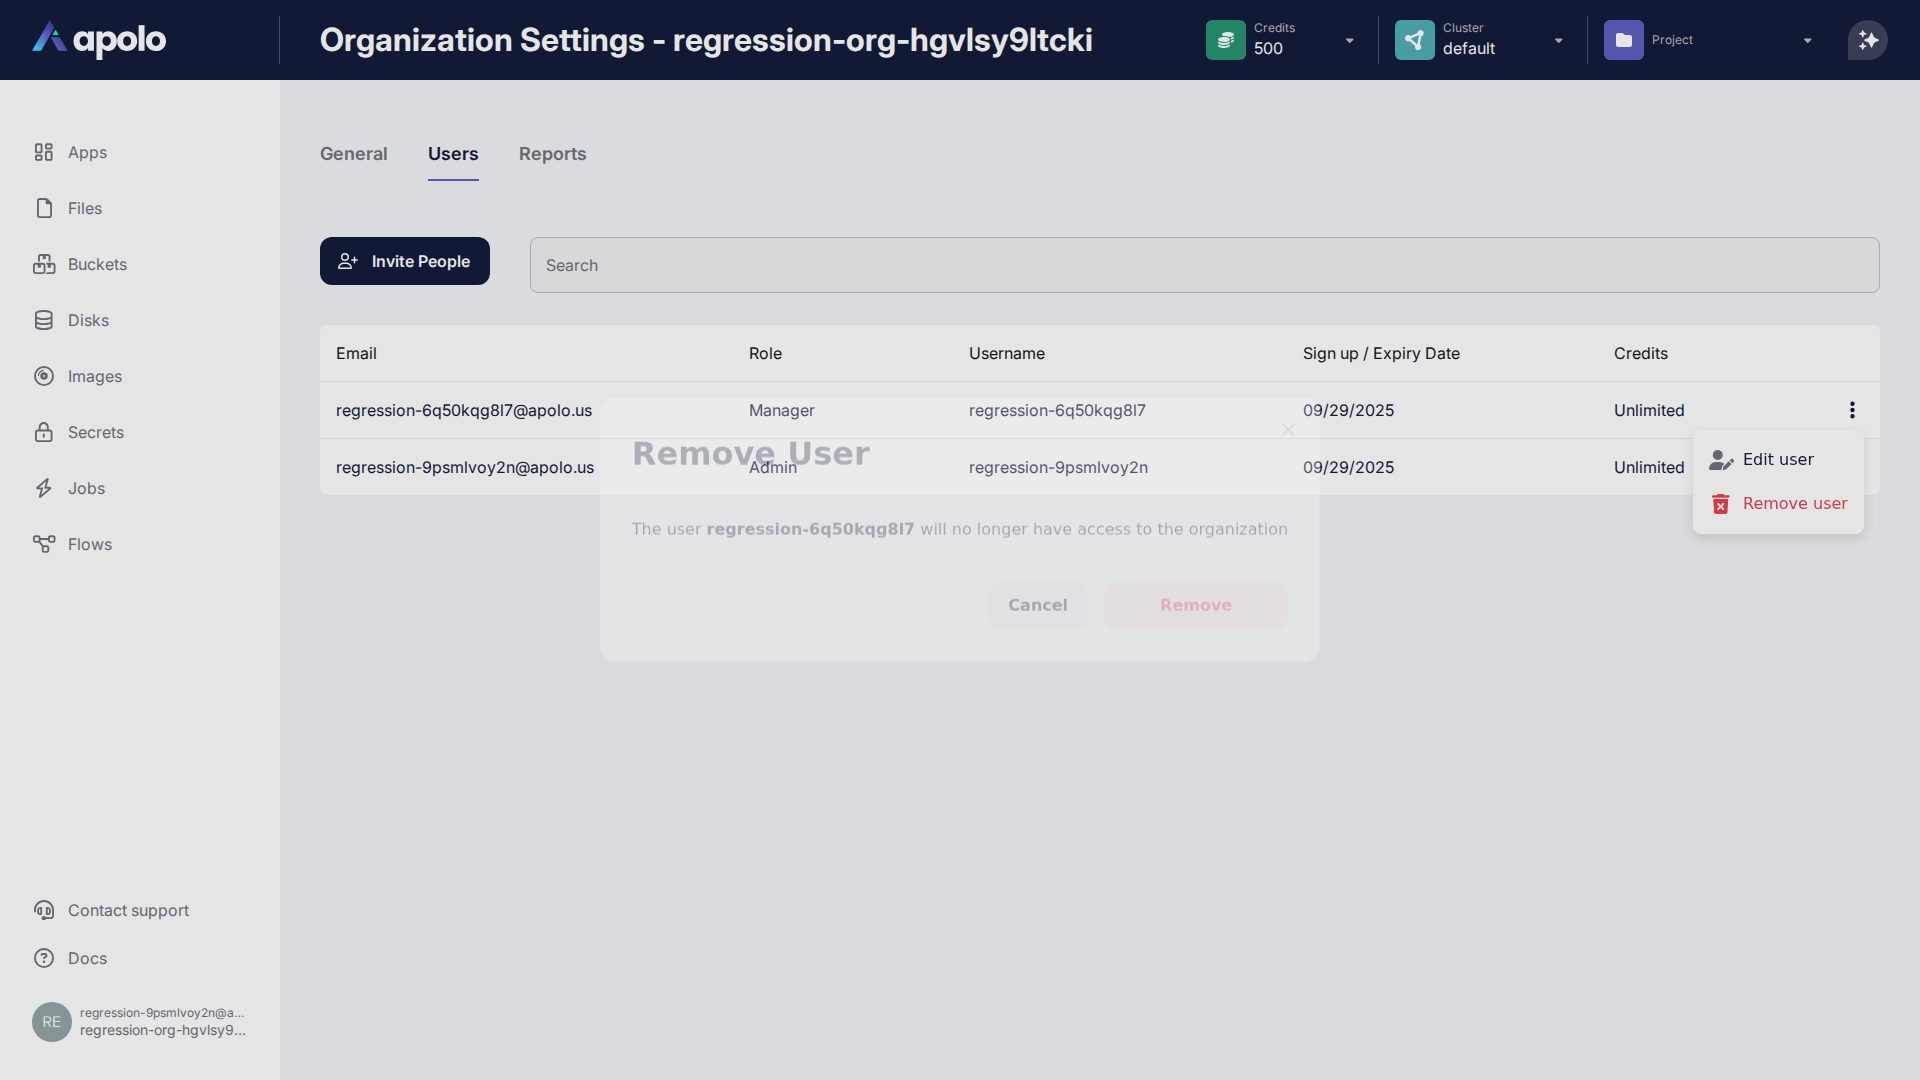 apolo
Organization Settings - regression-org-hgvlsy9ltcki
Credits
500
Cluster
default
Project
Apps
Files
Buckets
Disks
Images
Secrets
Jobs
Flows
Contact support
Docs
RE
regression-9psmlvoy2n@a...
regression-org-hgvlsy9...
General
Users
Reports
Invite People
Search
Email
Role
Username
Sign up / Expiry Date
Credits
regression-6q50kqg8l7@apolo.us
Manager
regression-6q50kqg8l7
09/29/2025
Unlimited
regression-9psmlvoy2n@apolo.us
Admin
regression-9psmlvoy2n
09/29/2025
Unlimited
Edit user
Remove user
Remove User
The user regression-6q50kqg8l7 will no longer have access to the organization
Cancel
Remove